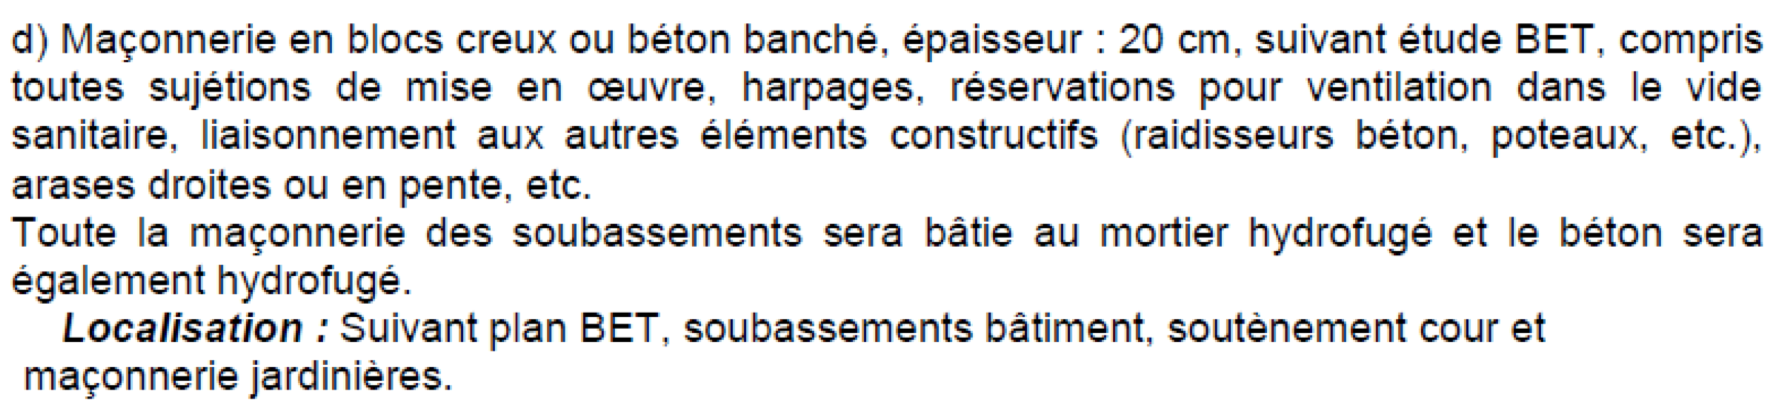 d) Maçonnerie en blocs creux ou béton banché, épaisseur : 20 cm, suivant étude BET, compris
toutes sujétions de mise en œuvre, harpages, réservations pour ventilation dans le vide
sanitaire, liaisonnement aux autres éléments constructifs (raidisseurs béton, poteaux, etc.),
arases droites ou en pente, etc.
Toute la maçonnerie des soubassements sera bâtie au mortier hydrofugé et le béton sera
également hydrofugé.
Localisation : Suivant plan BET, soubassements bâtiment, soutènement cour et
maçonnerie jardinières.